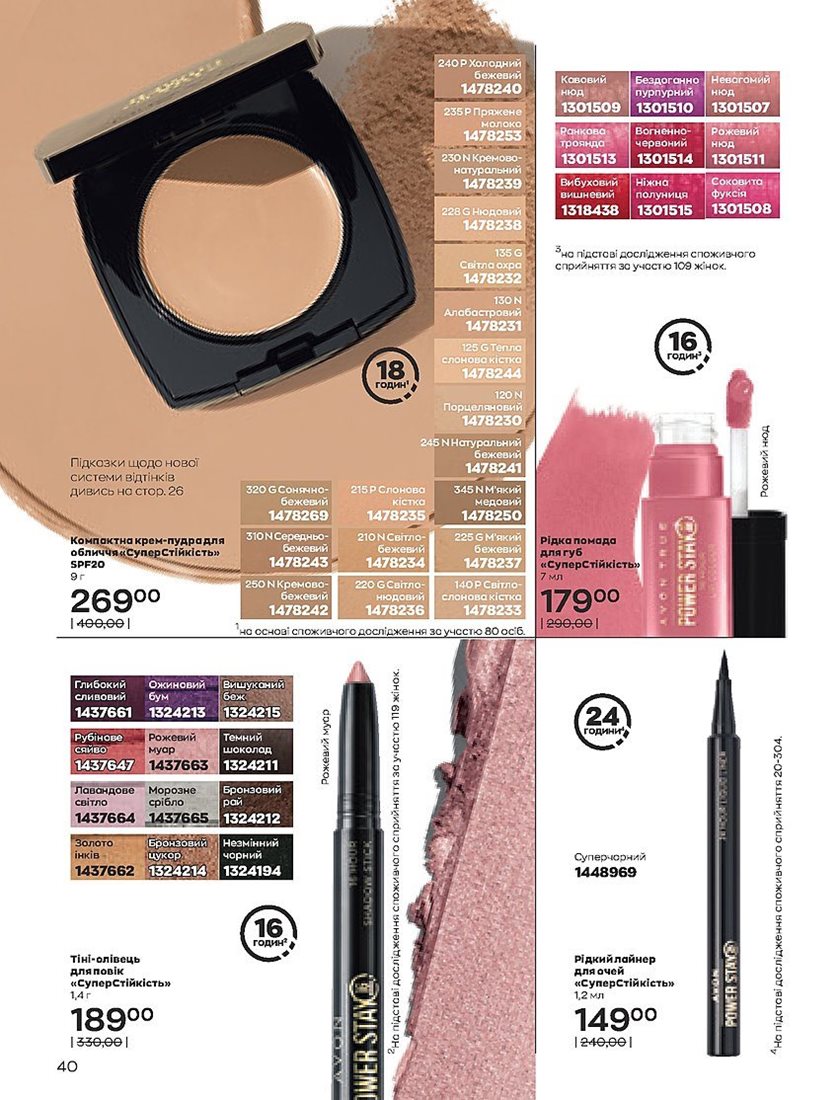 240 P Холодний
бежевий
1478240
235 P Пряжене
молоко
1478253
230 N Кремово-
натуральний
1478239
228 G Нюдовий
1478238
135 G
Світла охра
1478232
130 N
Алабастровий
1478231
125 G Тепла
слонова кістка
1478244
120 N
Порцеляновий
1478230
245 N Натуральний
бежевий
1478241
320 G Сонячно-
бежевий
1478269
215 P Слонова
кістка
1478235
345 N М'який
медовий
1478250
310 N Середньо-
бежевий
1478243
210 N Світло-
бежевий
1478234
225 G М'який
бежевий
1478237
250 N Кремово-
бежевий
1478242
220 G Світло-
нюдовий
1478236
140 P Світло-
слонова кістка
1478233
18
ГОДИН¹
Підказки щодо нової
системи відтінків
дивись на стор. 26
Компактна крем-пудра для
обличчя «СуперСтійкість»
SPF20
9 г
26900
| 400,00 |
¹на основі споживчого дослідження за участю 80 осіб.
Кавовий
нюд
1301509
Бездоганно
пурпурний
1301510
Невагомий
нюд
1301507
Ранкова
троянда
1301513
Вогненно-
червоний
1301514
Рожевий
нюд
1301511
Вибуховий
вишневий
1318438
Ніжна
полуниця
1301515
Соковита
фуксія
1301508
³на підстові дослідження споживчого
сприйняття за участю 109 жінок.
16
ГОДИН³
Рожевий нюд
AVON TRUE
POWER STAY
Рідка помада
для губ
«СуперСтійкість»
7 мл
17900
| 290,00 |
Глибокий
сливовий
1437661
Ожиновий
бум
1324213
Вишуканий
беж
1324215
Рубінове
сяйво
1437647
Рожевий
муар
1437663
Темний
шоколад
1324211
Лавандове
світло
1437664
Морозне
срібло
1437665
Бронзовий
рай
1324212
Золото
інків
1437662
Бронзовий
цукор
1324214
Незмінний
чорний
1324194
16
ГОДИН²
Рожевий муар
16 HOUR
SHADOW STICK
POWER STAY
AVON
²На підстові дослідження споживчого сприйняття за участю 119 жінок.
Тіні-олівець
для повік
«СуперСтійкість»
1,4 г
18900
| 330,00 |
24
ГОДИНИ⁴
Суперчорний
1448969
AVON
POWER STAY
⁴На підстові дослідження споживчого сприйняття 20-304.
Рідкий лайнер
для очей
«СуперСтійкість»
1,2 мл
14900
| 240,00 |
40